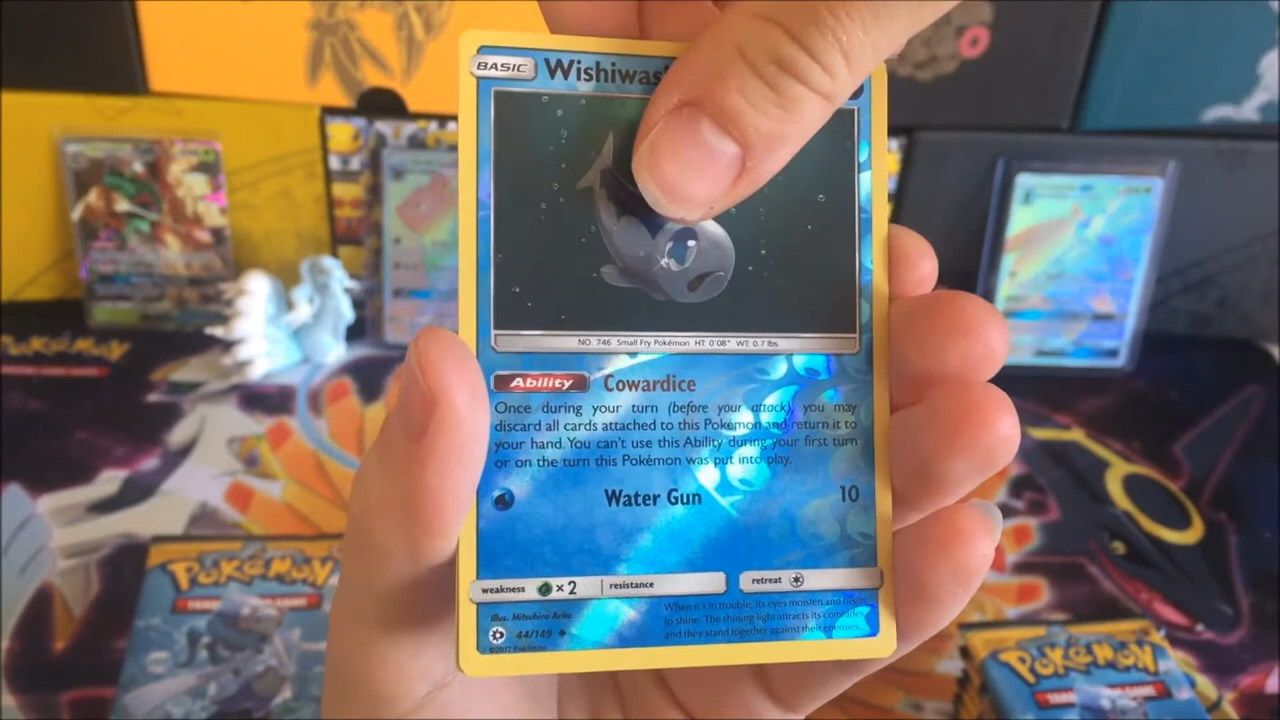 BASIC Wishiwas
NO. 746 Small Fry Pokémon HT: 0'08" WT: 0.7 lbs.
Ability Cowardice
Once during your turn (before your attack), you may
discard all cards attached to this Pokémon and return it to
your hand. You can't use this Ability during your first turn
or on the turn this Pokémon was put into play.
Water Gun 10
weakness ×2 resistance retreat
Illus. Mitsuhiro Arita
44/149
©2017 Pokémon
When it's in trouble, its eyes moisten and begin
to shine. The shining light attracts its comrades,
and they stand together against their enemies.
POKÉMON
POKÉMON
POKÉMON